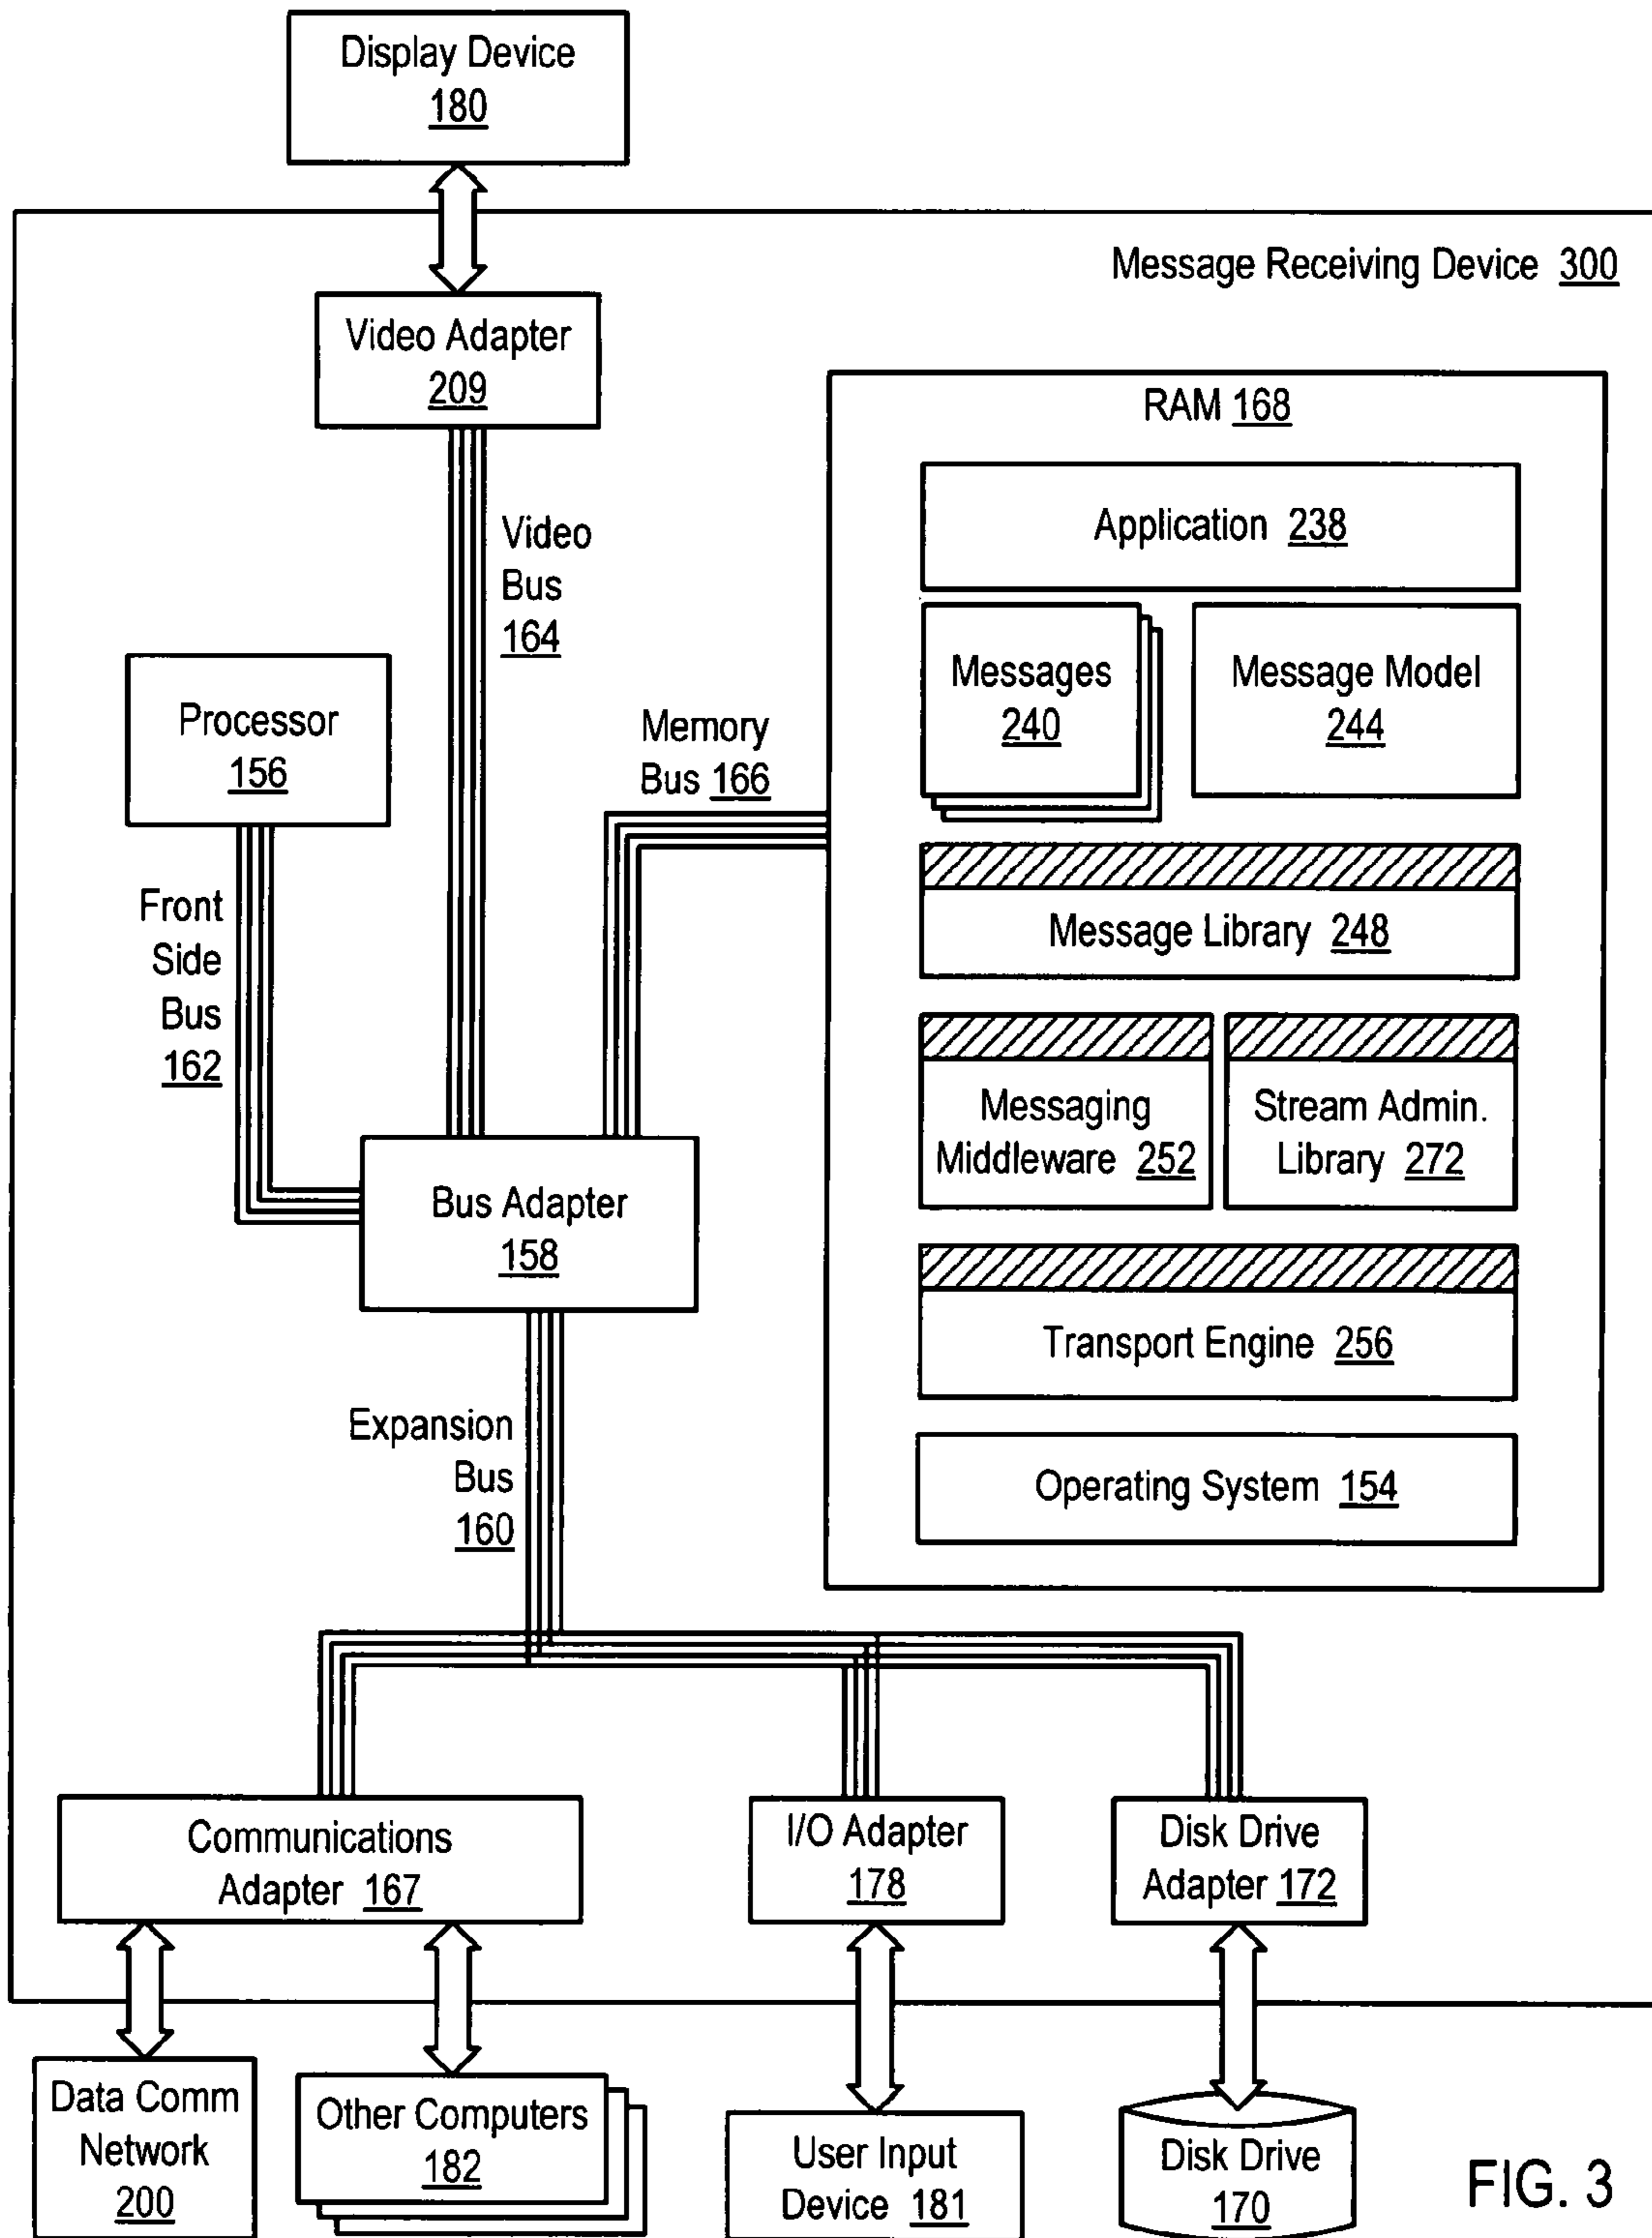 Display Device
180
Message Receiving Device 300
Video Adapter
209
RAM 168
Application 238
Video
Bus
164
Messages
240
Message Model
244
Processor
156
Memory
Bus 166
Front
Side
Bus
162
Message Library 248
Messaging
Middleware 252
Stream Admin.
Library 272
Bus Adapter
158
Transport Engine 256
Expansion
Bus
160
Operating System 154
Communications
Adapter 167
I/O Adapter
178
Disk Drive
Adapter 172
Data Comm
Network
200
Other Computers
182
User Input
Device 181
Disk Drive
170
FIG. 3